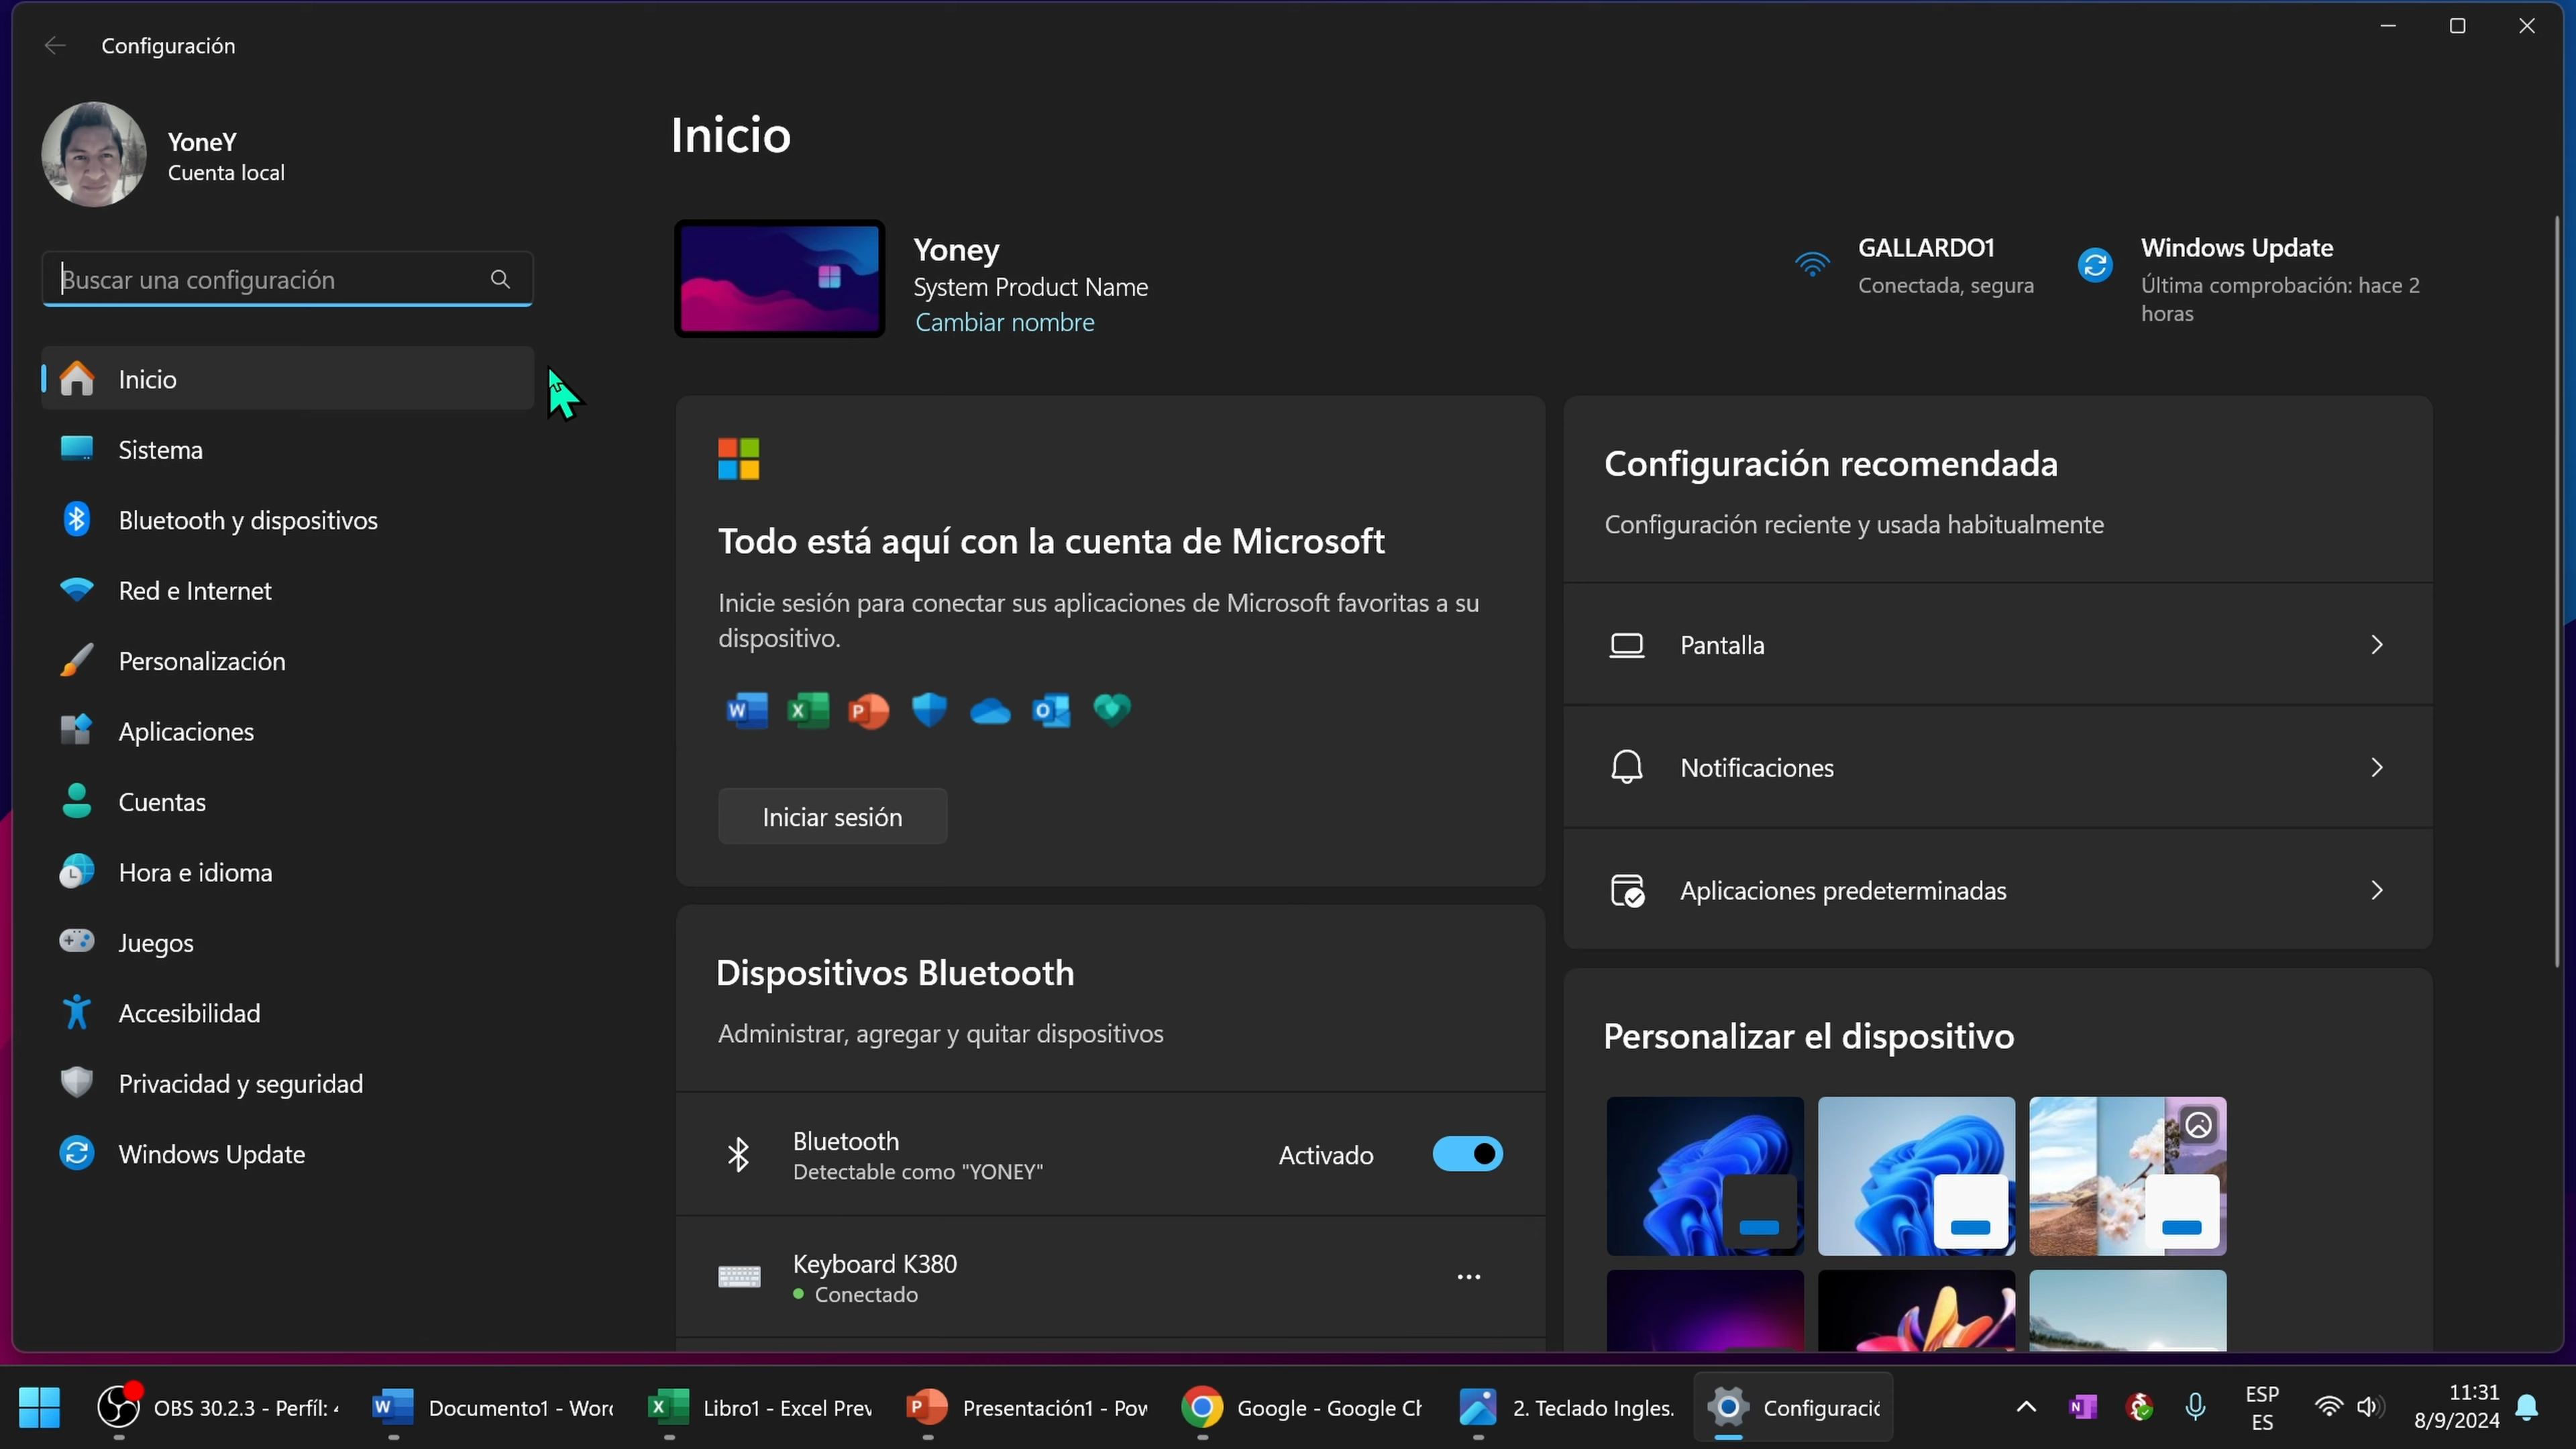 Configuración
YoneY
Cuenta local
Buscar una configuración
Inicio
Sistema
Bluetooth y dispositivos
Red e Internet
Personalización
Aplicaciones
Cuentas
Hora e idioma
Juegos
Accesibilidad
Privacidad y seguridad
Windows Update
Inicio
Yoney
System Product Name
Cambiar nombre
GALLARDO1
Conectada, segura
Windows Update
Última comprobación: hace 2
horas
Todo está aquí con la cuenta de Microsoft
Inicie sesión para conectar sus aplicaciones de Microsoft favoritas a su
dispositivo.
Iniciar sesión
Dispositivos Bluetooth
Administrar, agregar y quitar dispositivos
Bluetooth
Detectable como "YONEY"
Activado
Keyboard K380
Conectado
Configuración recomendada
Configuración reciente y usada habitualmente
Pantalla
Notificaciones
Aplicaciones predeterminadas
Personalizar el dispositivo
OBS 30.2.3 - Perfíl:
Documento1 - Word
Libro1 - Excel Prev
Presentación1 - Pow
Google - Google Ch
2. Teclado Ingles.
Configuració
ESP
ES
11:31
8/9/2024